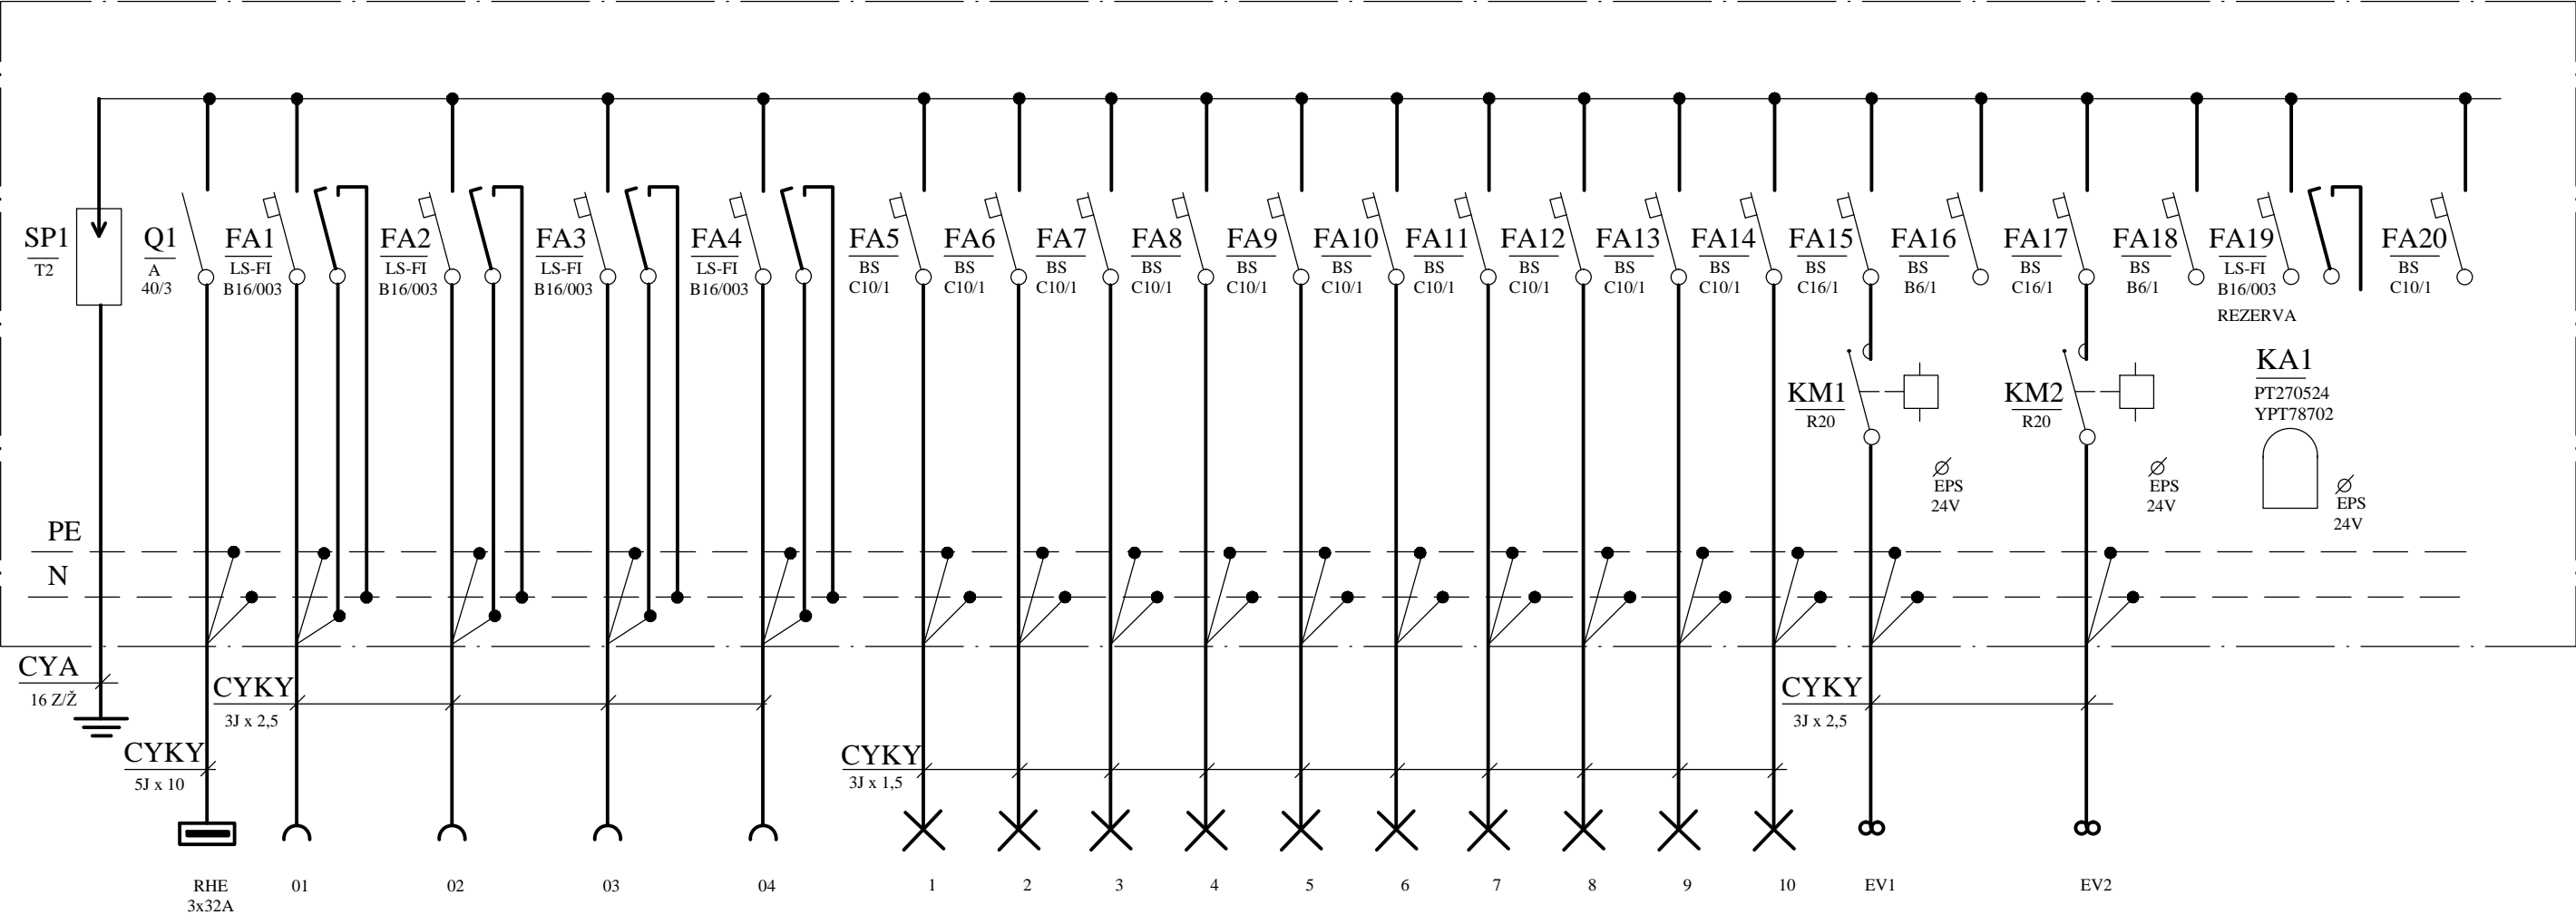 SP1
T2
Q1
A
40/3
FA1
LS-FI
B16/003
FA2
LS-FI
B16/003
FA3
LS-FI
B16/003
FA4
LS-FI
B16/003
FA5
BS
C10/1
FA6
BS
C10/1
FA7
BS
C10/1
FA8
BS
C10/1
FA9
BS
C10/1
FA10
BS
C10/1
FA11
BS
C10/1
FA12
BS
C10/1
FA13
BS
C10/1
FA14
BS
C10/1
FA15
BS
C16/1
FA16
BS
B6/1
FA17
BS
C16/1
FA18
BS
B6/1
FA19
LS-FI
B16/003
REZERVA
FA20
BS
C10/1
KM1
R20
EPS
24V
KM2
R20
EPS
24V
KA1
PT270524
YPT78702
EPS
24V
PE
N
CYA
16 Z/Ž
CYKY
3J x 2,5
CYKY
5J x 10
CYKY
3J x 1,5
CYKY
3J x 2,5
RHE
3x32A
01
02
03
04
1
2
3
4
5
6
7
8
9
10
EV1
EV2